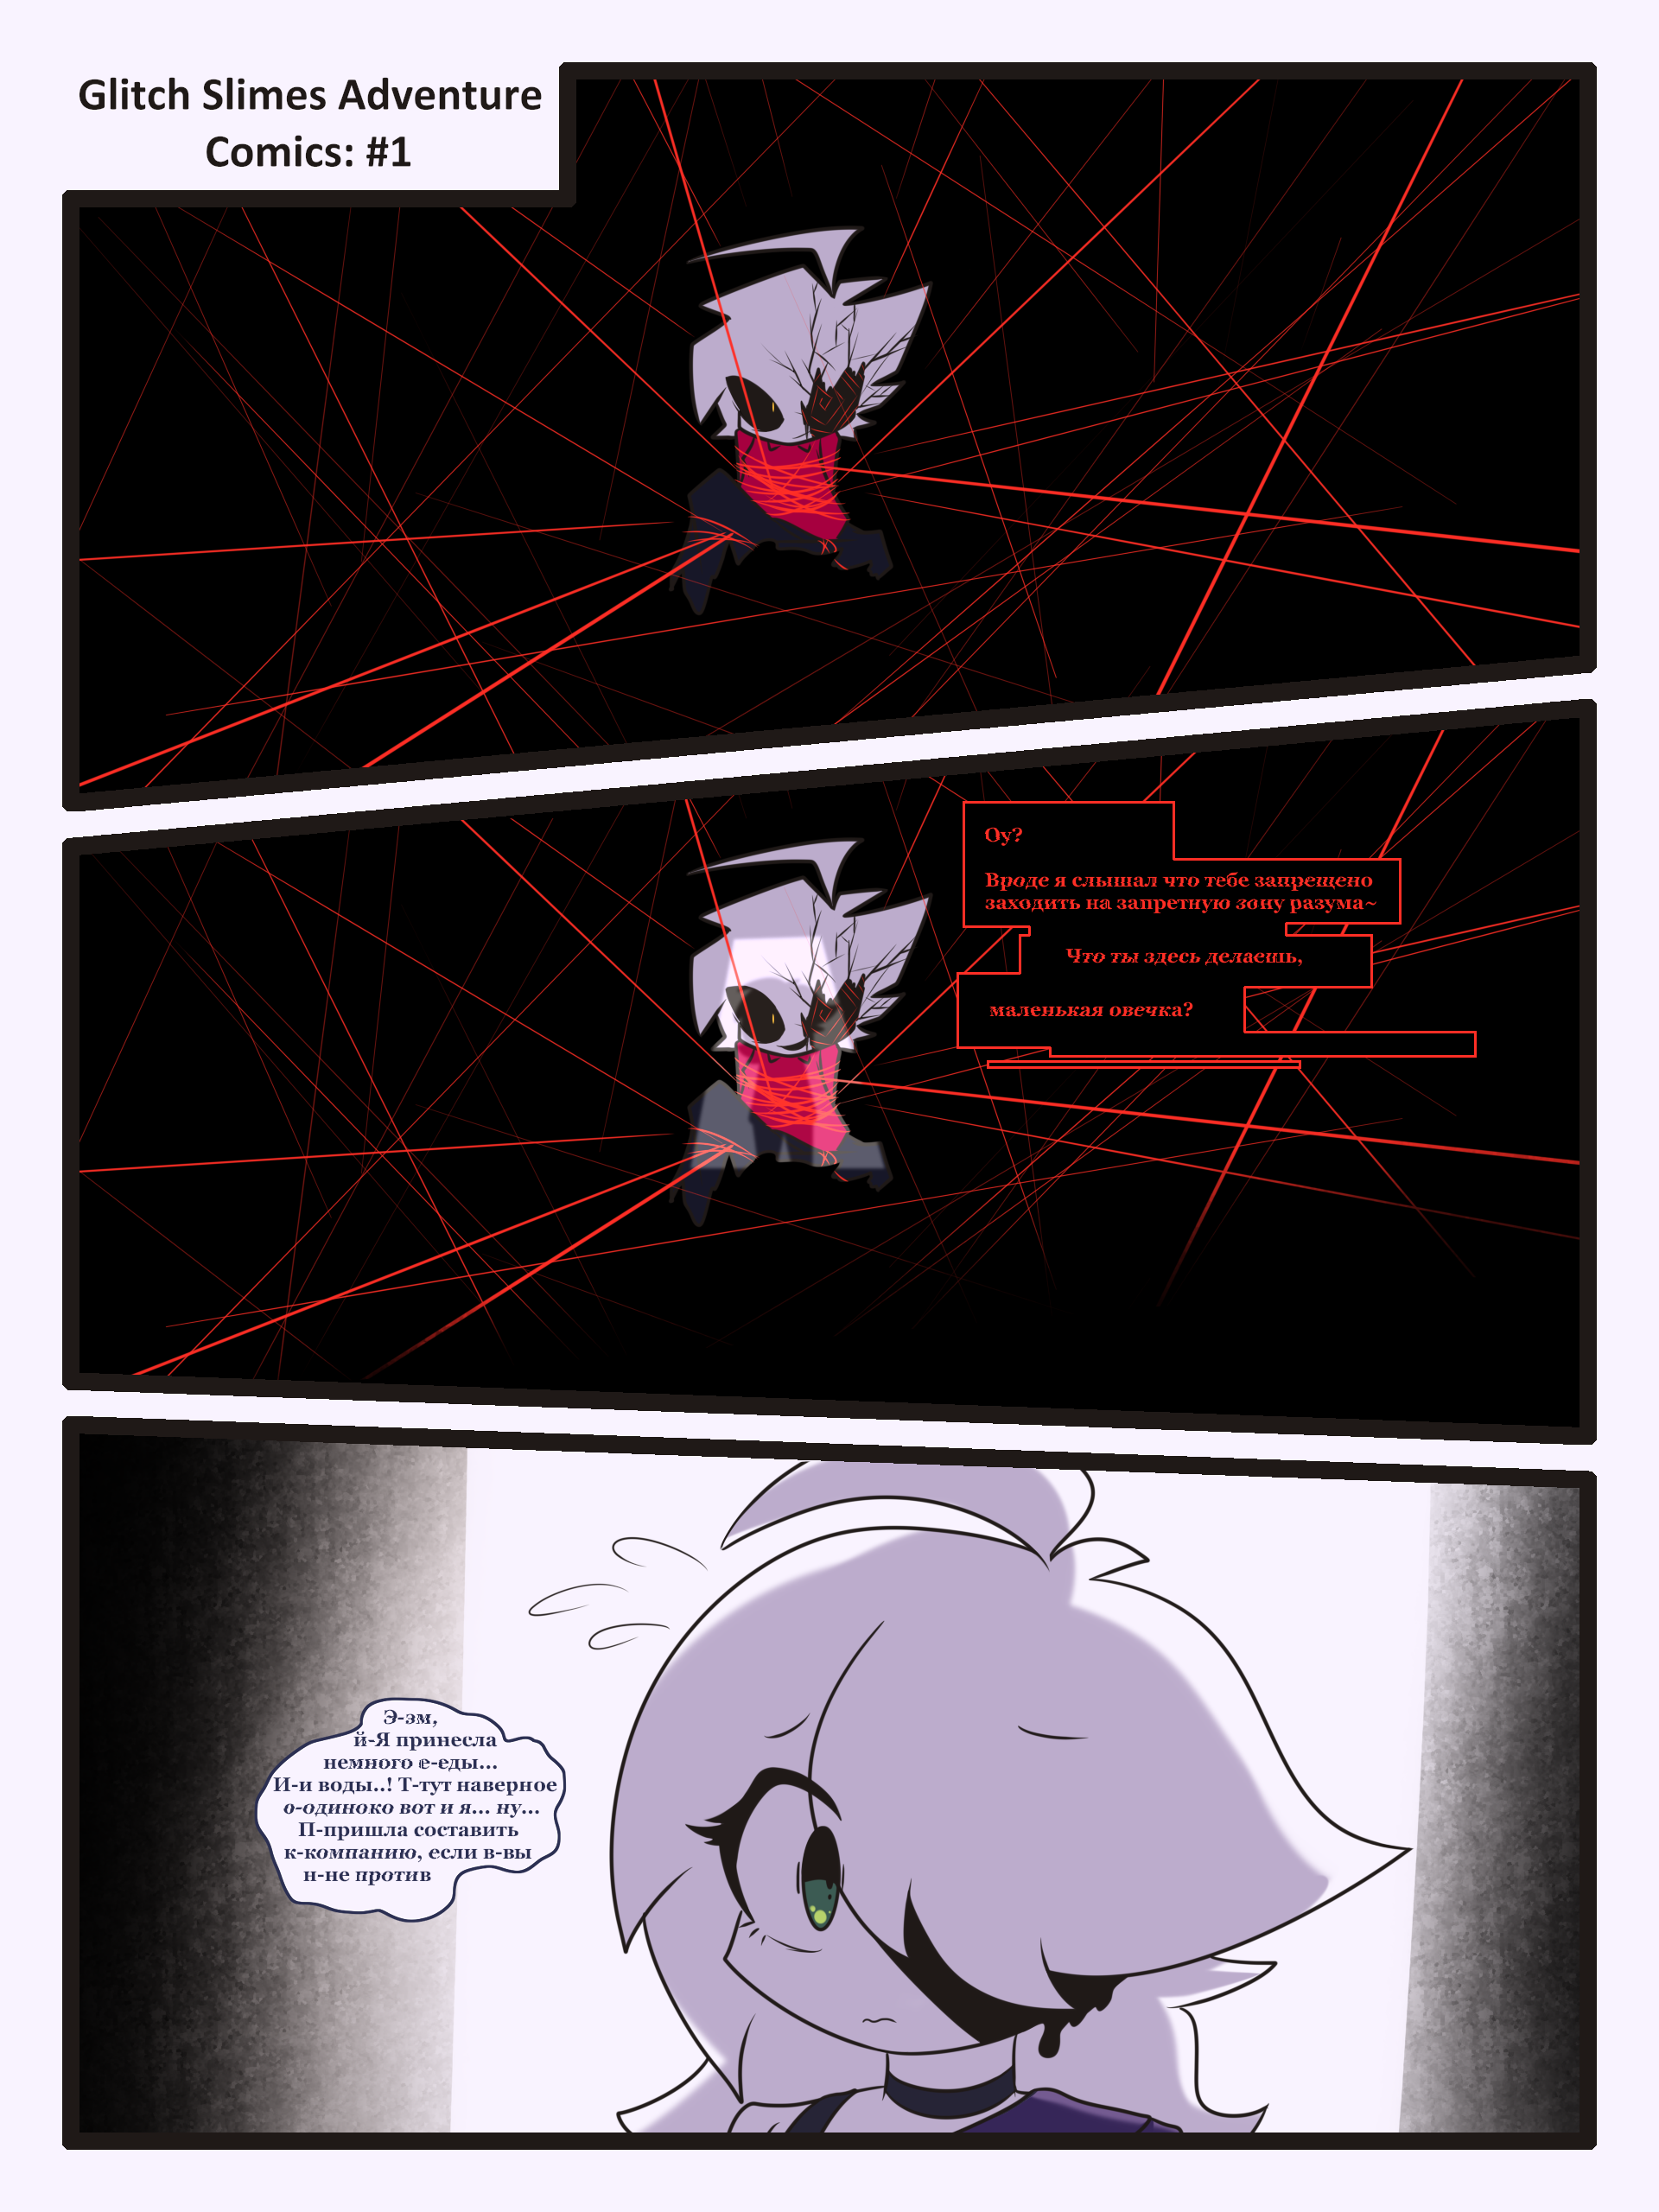 Glitch Slimes Adventure
Comics: #1
Оу?
Вроде я слышал что тебе запрещено
заходить на запретную зону разума~
Что ты здесь делаешь,
маленькая овечка?
Э-эм,
й-Я принесла
немного е-еды...
И-и воды..! Т-тут наверное
о-одиноко вот и я... ну...
П-пришла составить
к-компанию, если в-вы
н-не против